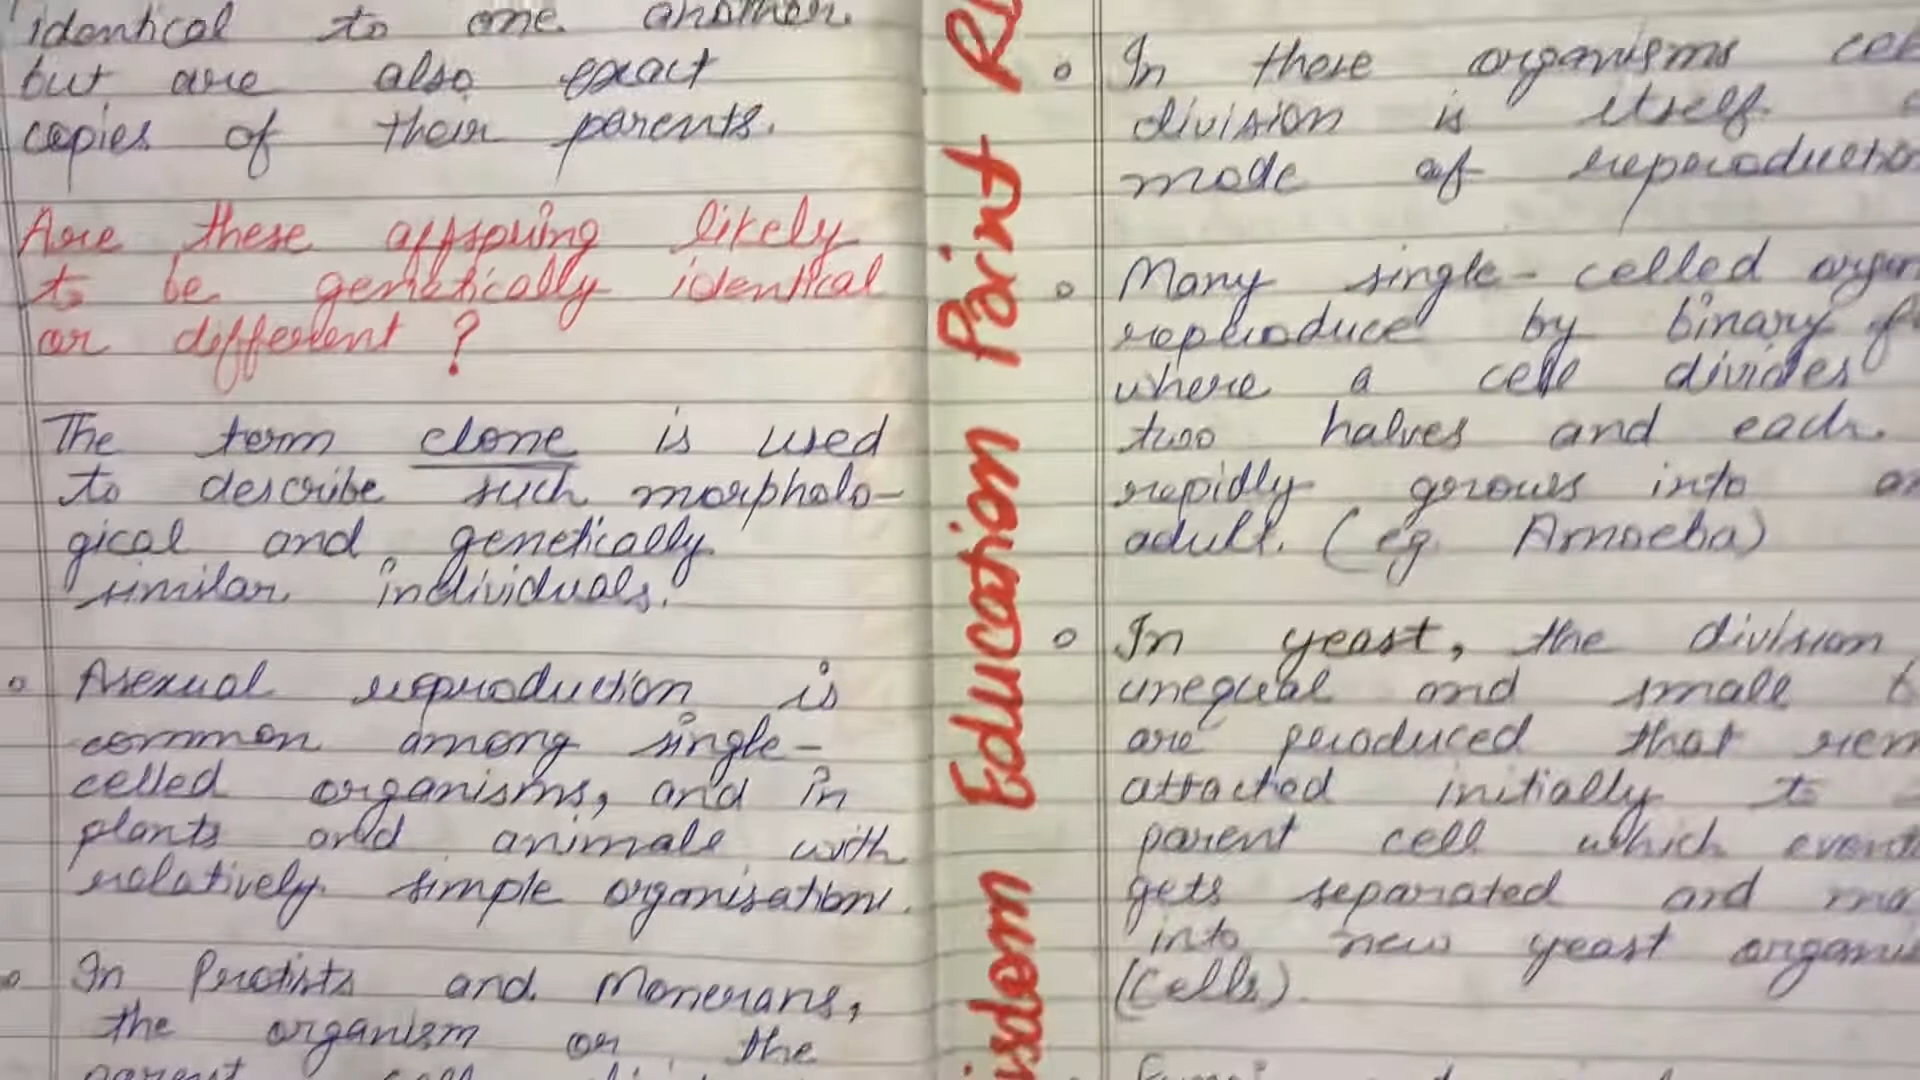 identical to one another
but are also exact
copies of their parents.
Are these offspring likely
to be genetically identical
or different ?
The term clone is used
to describe such morpholo-
gical and genetically
similar individuals.
Asexual reproduction is
common among single-
celled organisms, and in
plants and animals with
relatively simple organisation.
In Protists and Monerans,
the organism or the
parent cell
Education Point
In these organisms
division is itself
mode of reproduction
Many single-celled
reproduce by binary
where a cell divides
two halves and each
rapidly grows into
adult. (eg. Amoeba)
In yeast, the division
unequal and small
are produced that
attacted initially to
parent cell which
gets separated and
into new yeast
(Cells).